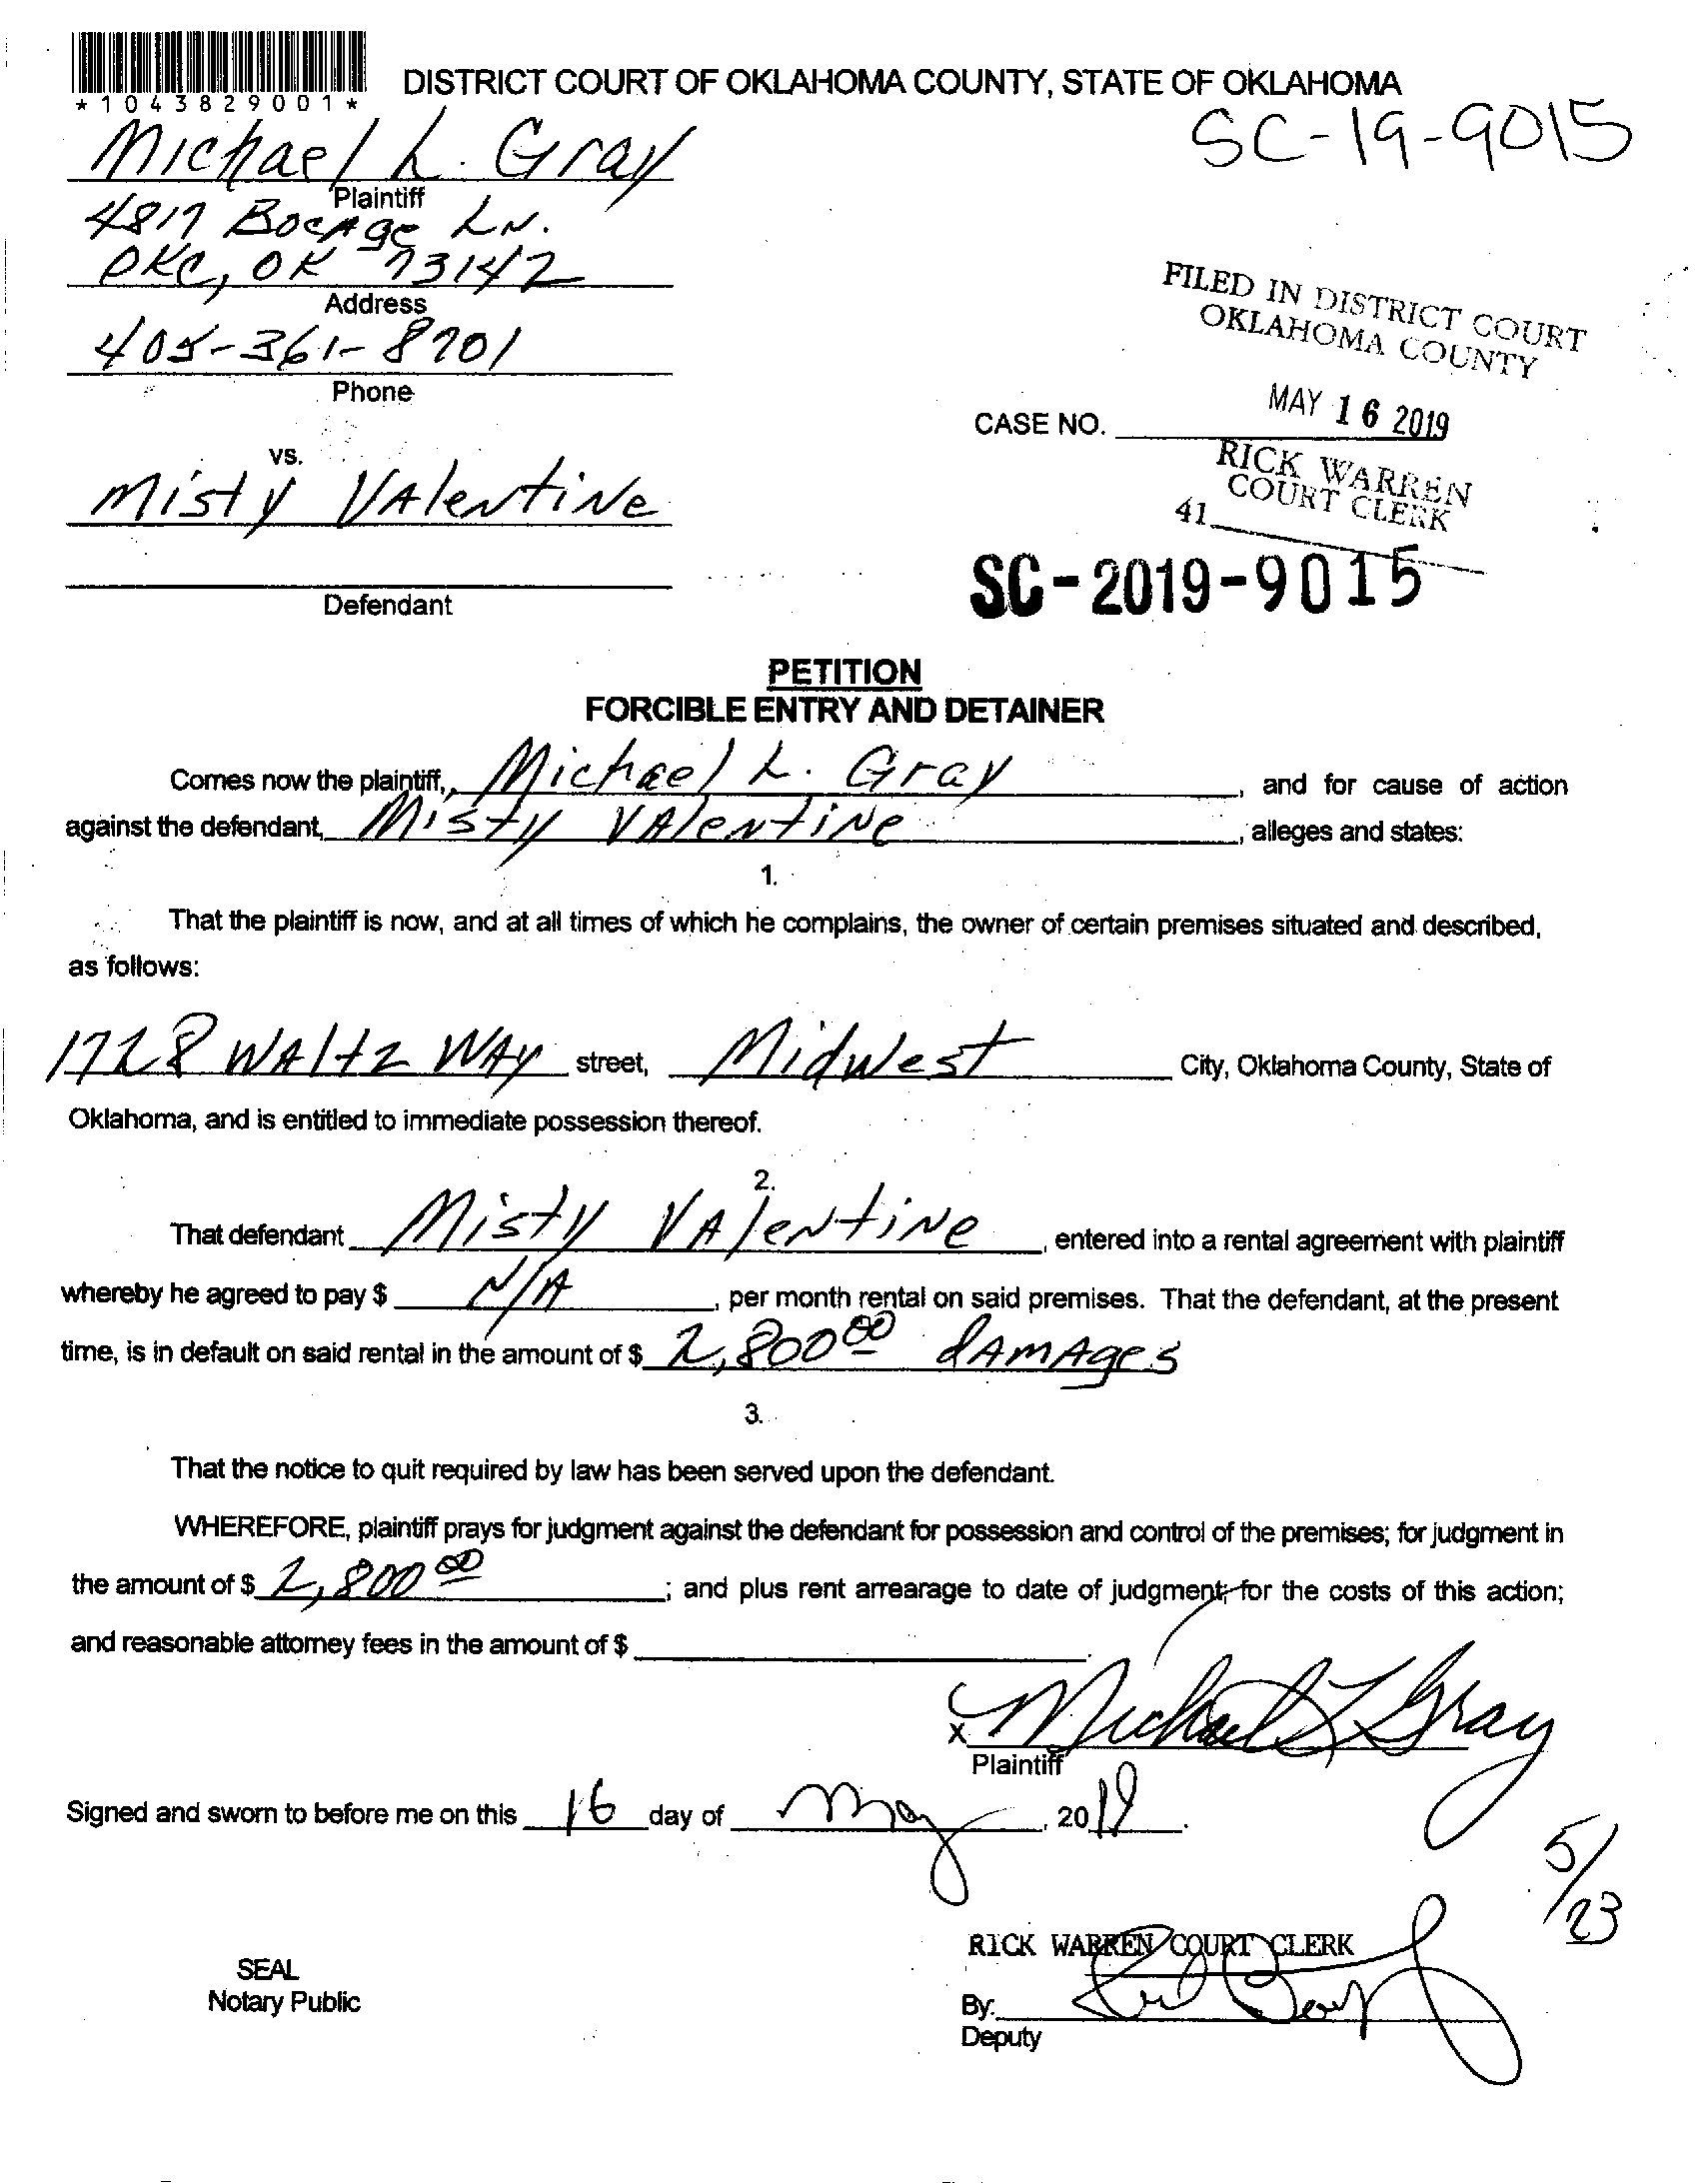 *1043829001*
DISTRICT COURT OF OKLAHOMA COUNTY, STATE OF OKLAHOMA
SC-19-9015
Michael L. Gray
Plaintiff
4817 Bocage Ln.
OKC, OK 73142
Address
405-361-8701
Phone
FILED IN DISTRICT COURT
OKLAHOMA COUNTY
MAY 16 2019
CASE NO.
RICK WARREN
COURT CLERK
41
vs.
Misty Valentine
Defendant
SC-2019-9015
PETITION
FORCIBLE ENTRY AND DETAINER
Comes now the plaintiff, Michael L. Gray, and for cause of action
against the defendant, Misty Valentine, alleges and states:
1.
That the plaintiff is now, and at all times of which he complains, the owner of certain premises situated and described,
as follows:
1728 Waltz Way street, Midwest City, Oklahoma County, State of
Oklahoma, and is entitled to immediate possession thereof.
2.
That defendant Misty Valentine, entered into a rental agreement with plaintiff
whereby he agreed to pay $ N/A, per month rental on said premises. That the defendant, at the present
time, is in default on said rental in the amount of $ 2,800 00 damages
3.
That the notice to quit required by law has been served upon the defendant.
WHEREFORE, plaintiff prays for judgment against the defendant for possession and control of the premises; for judgment in
the amount of $ 2,800 00; and plus rent arrearage to date of judgment; for the costs of this action;
and reasonable attorney fees in the amount of $
X Michael L Gray
Plaintiff
Signed and sworn to before me on this 16 day of May, 2019.
5/23
RICK WARREN COURT CLERK
SEAL
Notary Public
By:
Deputy